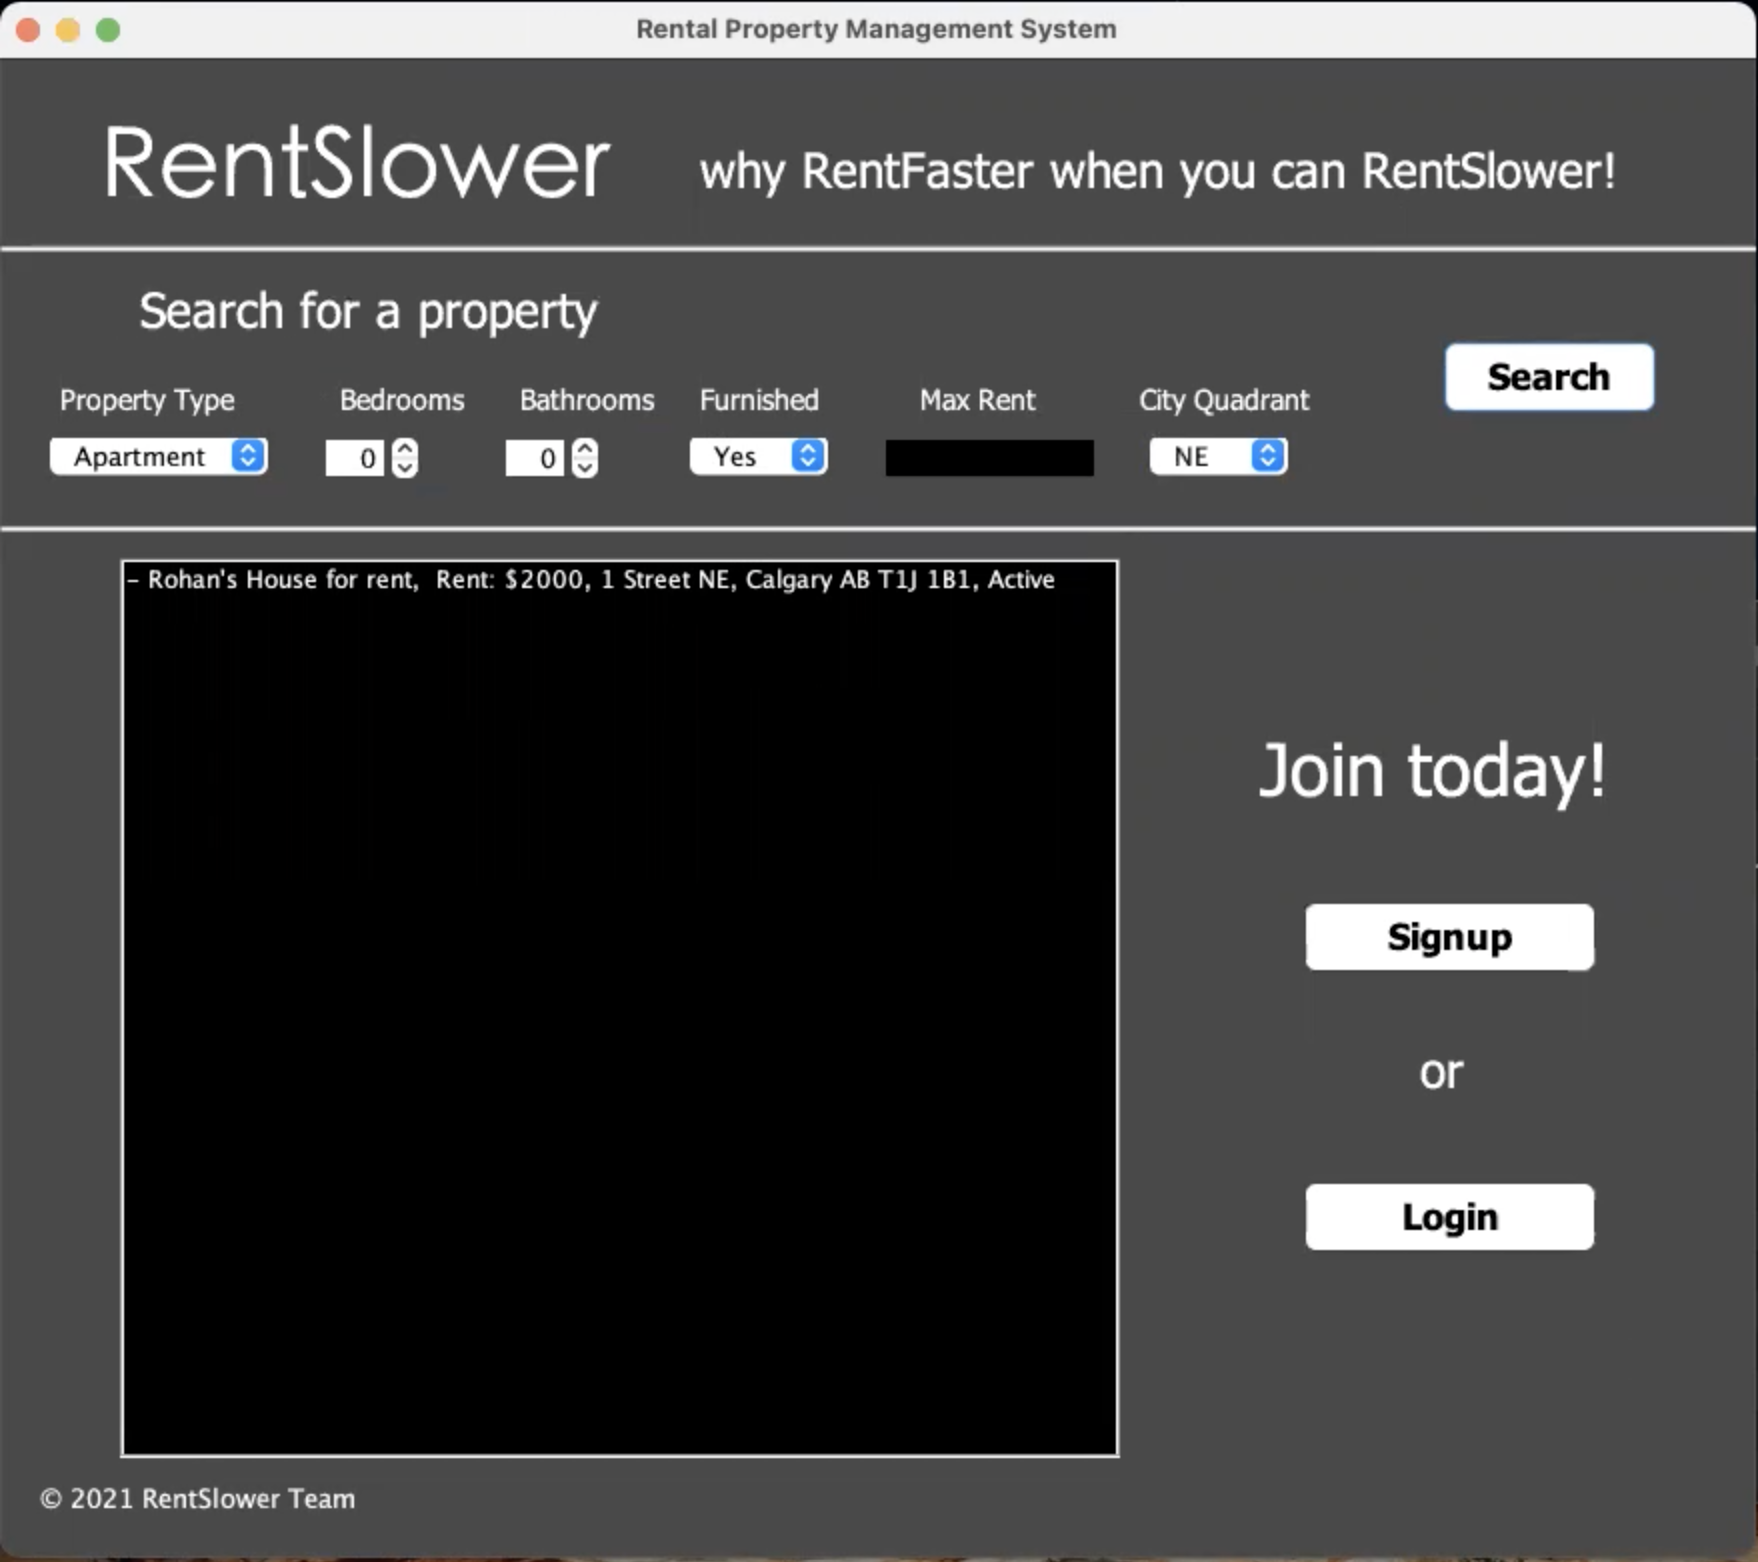 Rental Property Management System
RentSlower
why RentFaster when you can RentSlower!
Search for a property
Search
Property Type
Bedrooms
Bathrooms
Furnished
Max Rent
City Quadrant
Apartment
0
0
Yes
NE
– Rohan's House for rent,  Rent: $2000, 1 Street NE, Calgary AB T1J 1B1, Active
Join today!
Signup
or
Login
© 2021 RentSlower Team